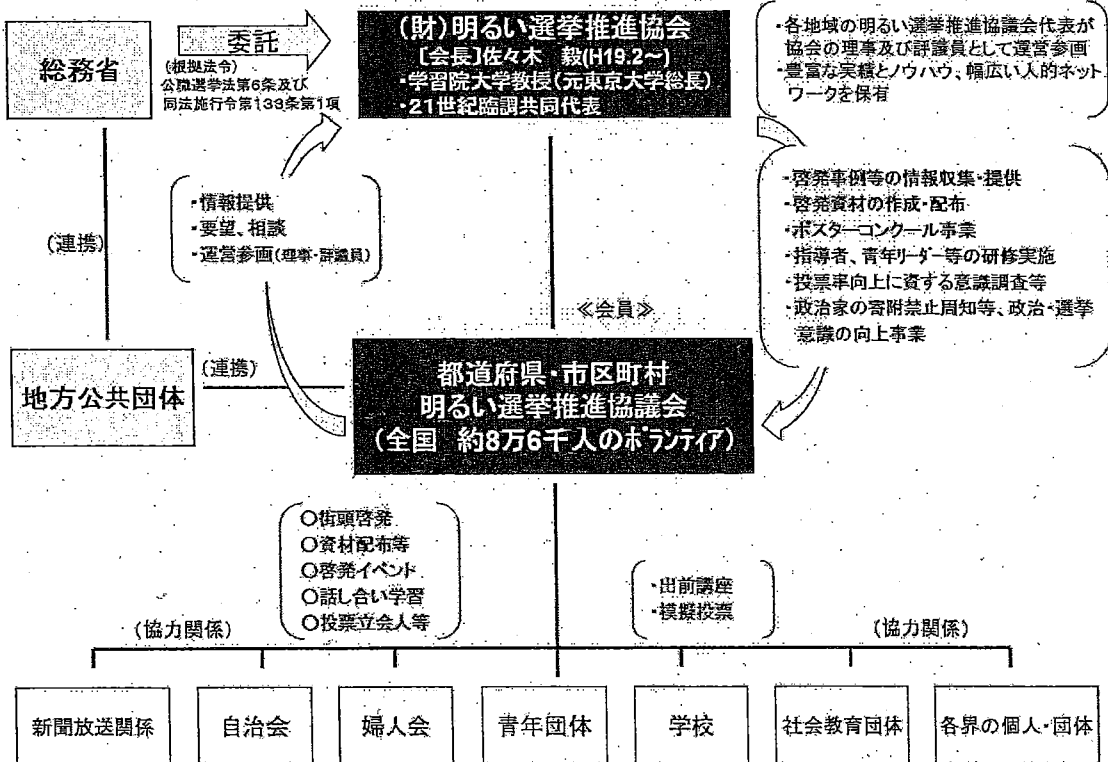 総務省
委託
(根拠法令)
公職選挙法第6条及び
同法施行令第133条第1項
(財)明るい選挙推進協会
[会長]佐々木 毅(H19.2~)
・学習院大学教授(元東京大学総長)
・21世紀臨調共同代表
・各地域の明るい選挙推進協議会代表が
協会の理事及び評議員として運営参画
・豊富な実績とノウハウ、幅広い人的ネット
ワークを保有
・情報提供
・要望、相談
・運営参画(理事・評議員)
(連携)
・啓発事例等の情報収集・提供
・啓発資材の作成・配布
・ポスターコンクール事業
・指導者、青年リーダー等の研修実施
・投票率向上に資する意識調査等
・政治家の寄附禁止周知等、政治・選挙
意識の向上事業
≪会員≫
地方公共団体
(連携)
都道府県・市区町村
明るい選挙推進協議会
(全国 約8万6千人のボランティア)
○街頭啓発
○資材配布等
○啓発イベント
○話し合い学習
○投票立会人等
・出前講座
・模擬投票
(協力関係)
(協力関係)
新聞放送関係
自治会
婦人会
青年団体
学校
社会教育団体
各界の個人・団体